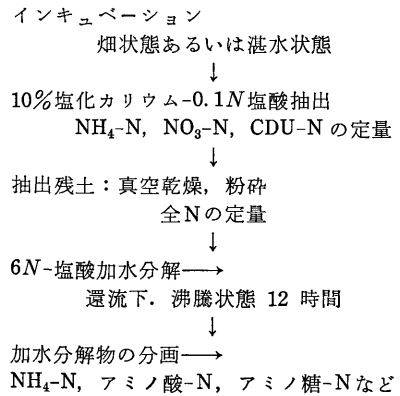 インキュベーション
畑状態あるいは湛水状態
↓
10%塩化カリウム-0.1N塩酸抽出
NH₄-N, NO₃-N, CDU-Nの定量
↓
抽出残土:真空乾燥,粉砕
全Nの定量
↓
6N-塩酸加水分解→
還流下.沸騰状態 12 時間
↓
加水分解物の分画→
NH₄-N, アミノ酸-N, アミノ糖-Nなど